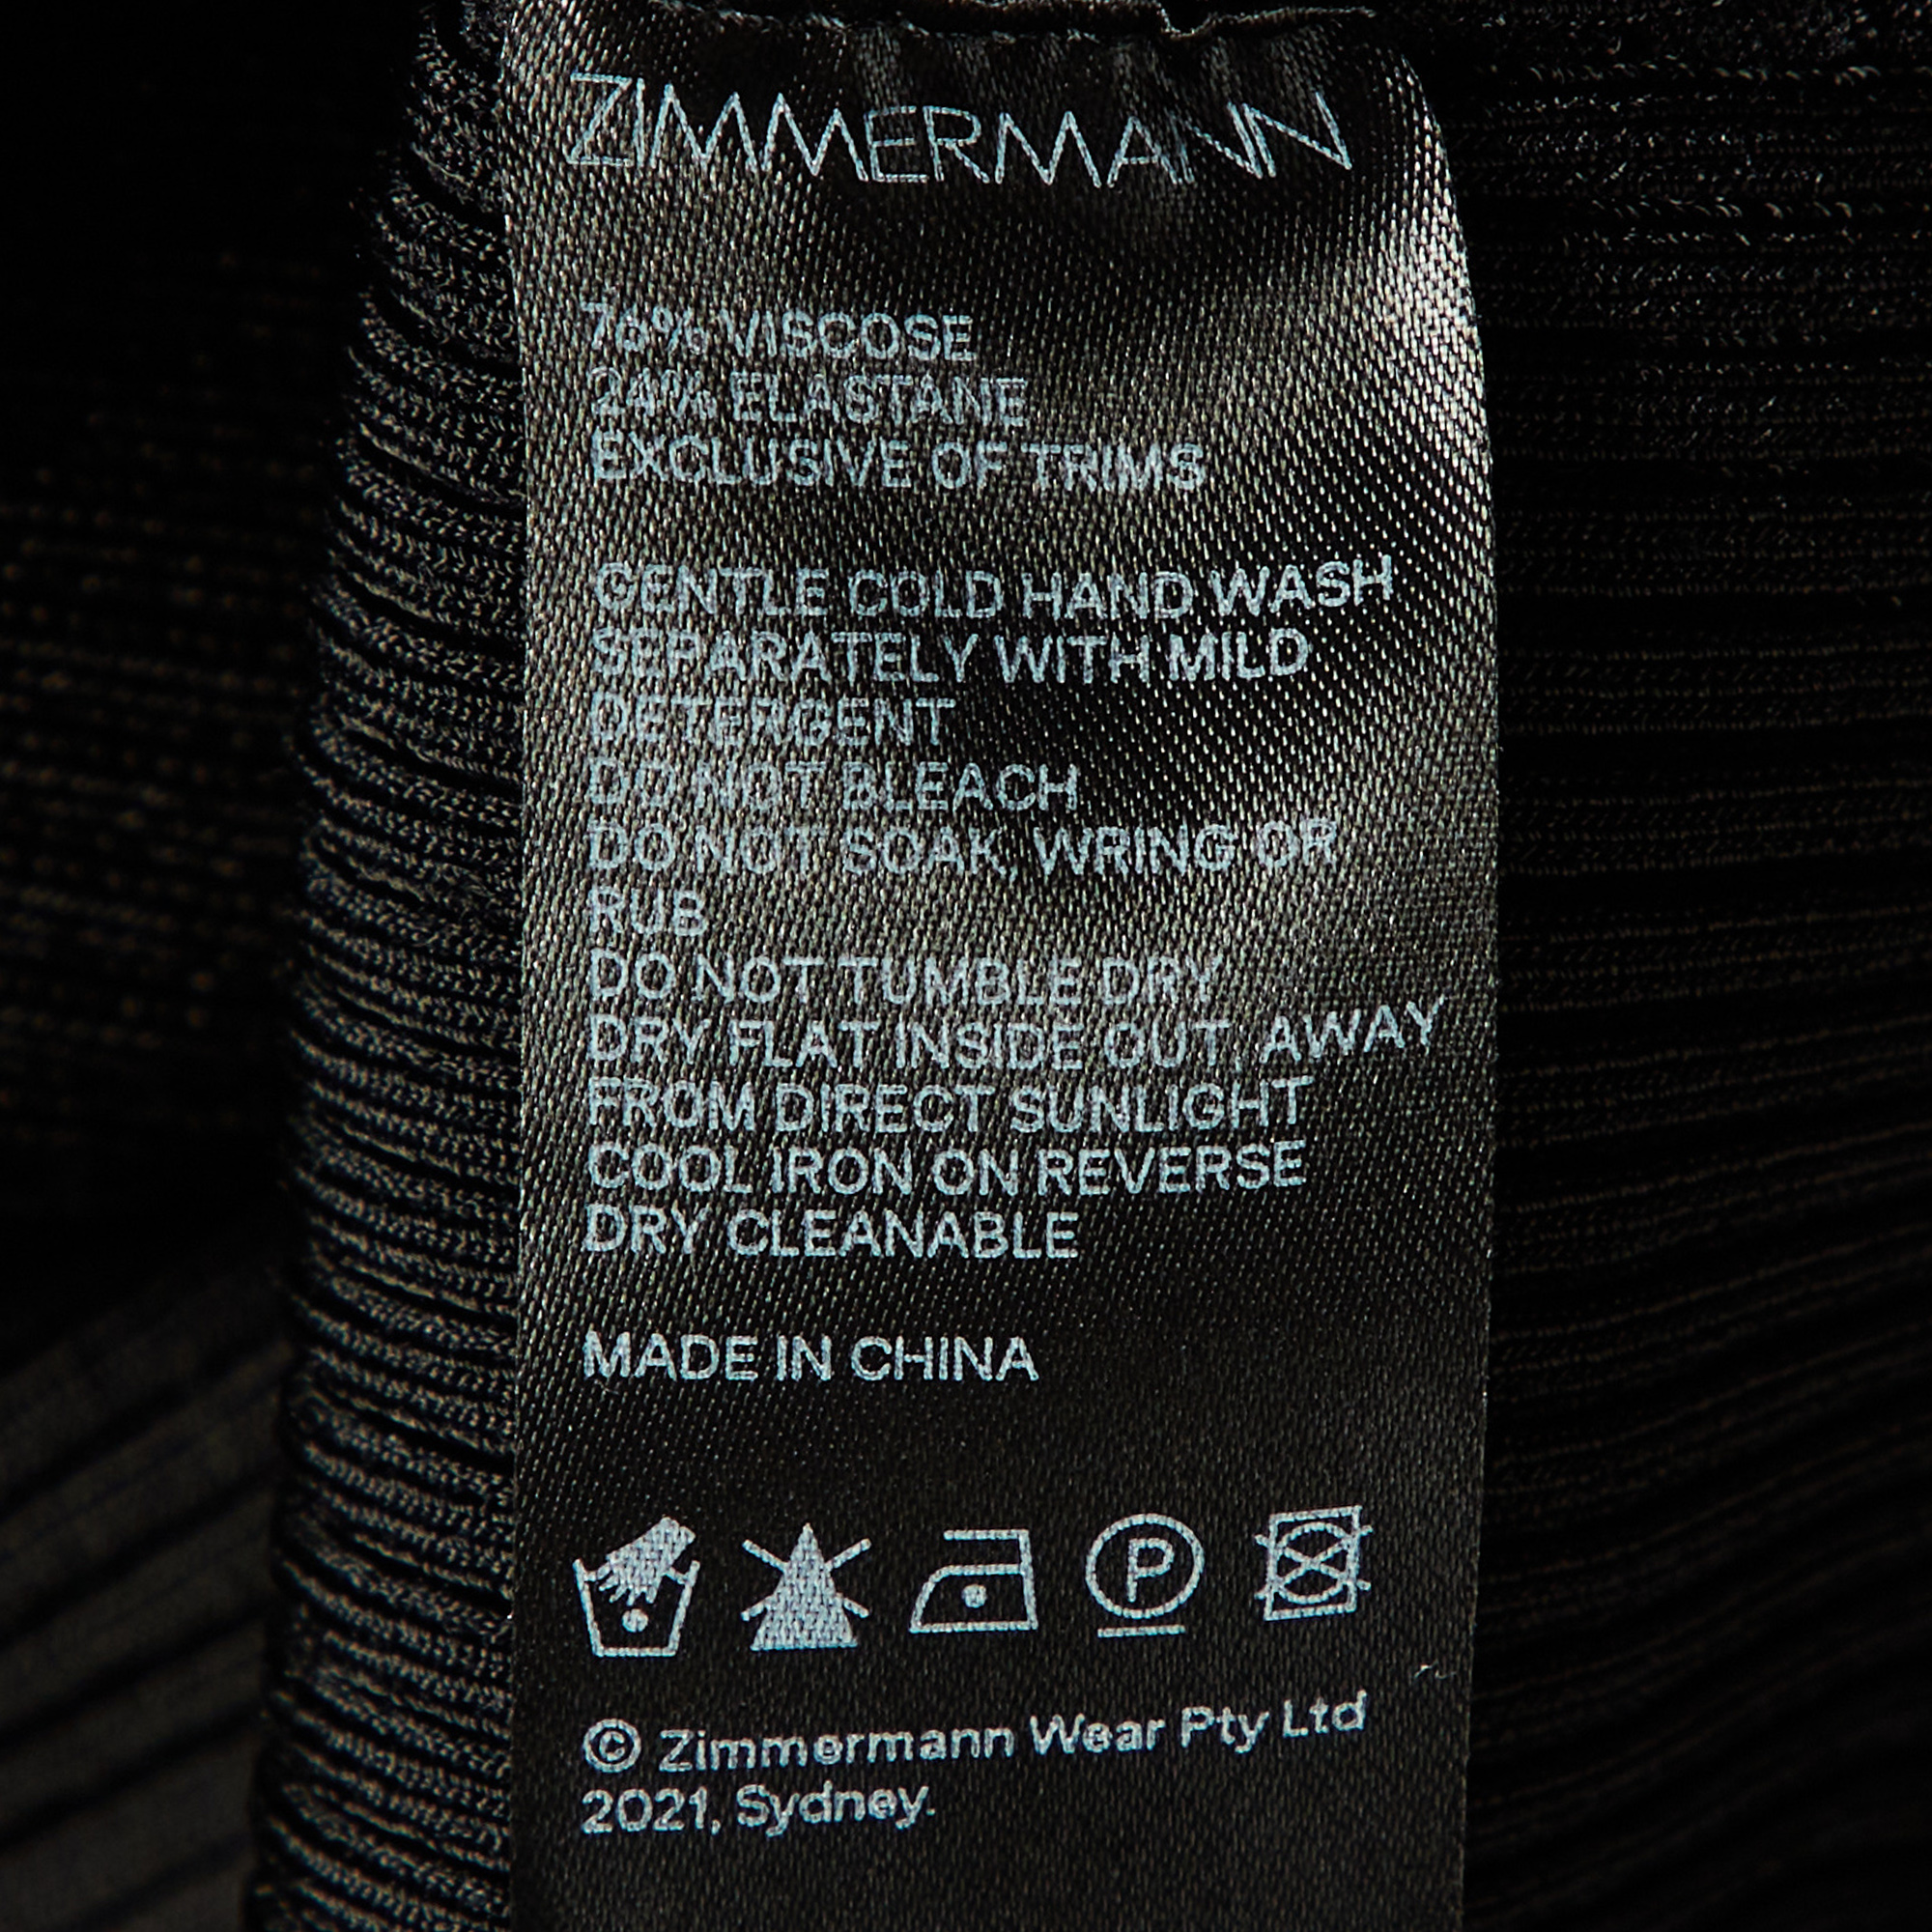 ZIMMERMANN
76% VISCOSE
24% ELASTANE
EXCLUSIVE OF TRIMS
GENTLE COLD HAND WASH
SEPARATELY WITH MILD
DETERGENT
DO NOT BLEACH
DO NOT SOAK, WRING OR
RUB
DO NOT TUMBLE DRY
DRY FLAT INSIDE OUT, AWAY
FROM DIRECT SUNLIGHT
COOL IRON ON REVERSE
DRY CLEANABLE
MADE IN CHINA
P
© Zimmermann Wear Pty Ltd
2021, Sydney.